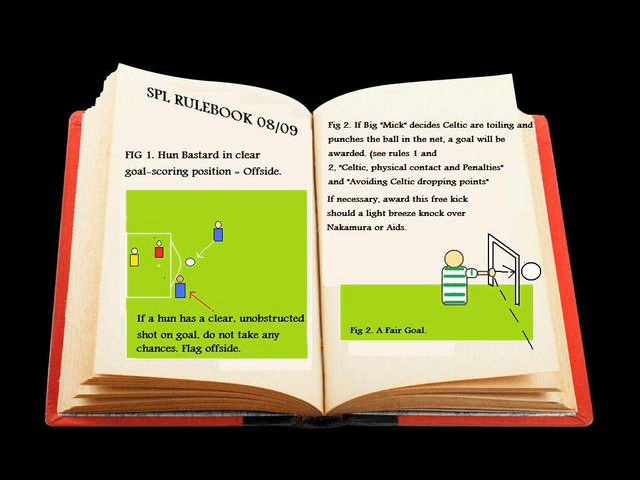 SPL RULEBOOK 08/09
FIG 1. Hun Bastard in clear
goal-scoring position = Offside.
If a hun has a clear, unobstructed
shot on goal, do not take any
chances. Flag offside.
Fig 2. If Big "Mick" decides Celtic are toiling and
punches the ball in the net, a goal will be
awarded. (see rules 1 and
2, "Celtic, physical contact and Penalties"
and "Avoiding Celtic dropping points"
If necessary, award this free kick
should a light breeze knock over
Nakamura or Aids.
Fig 2. A Fair Goal.